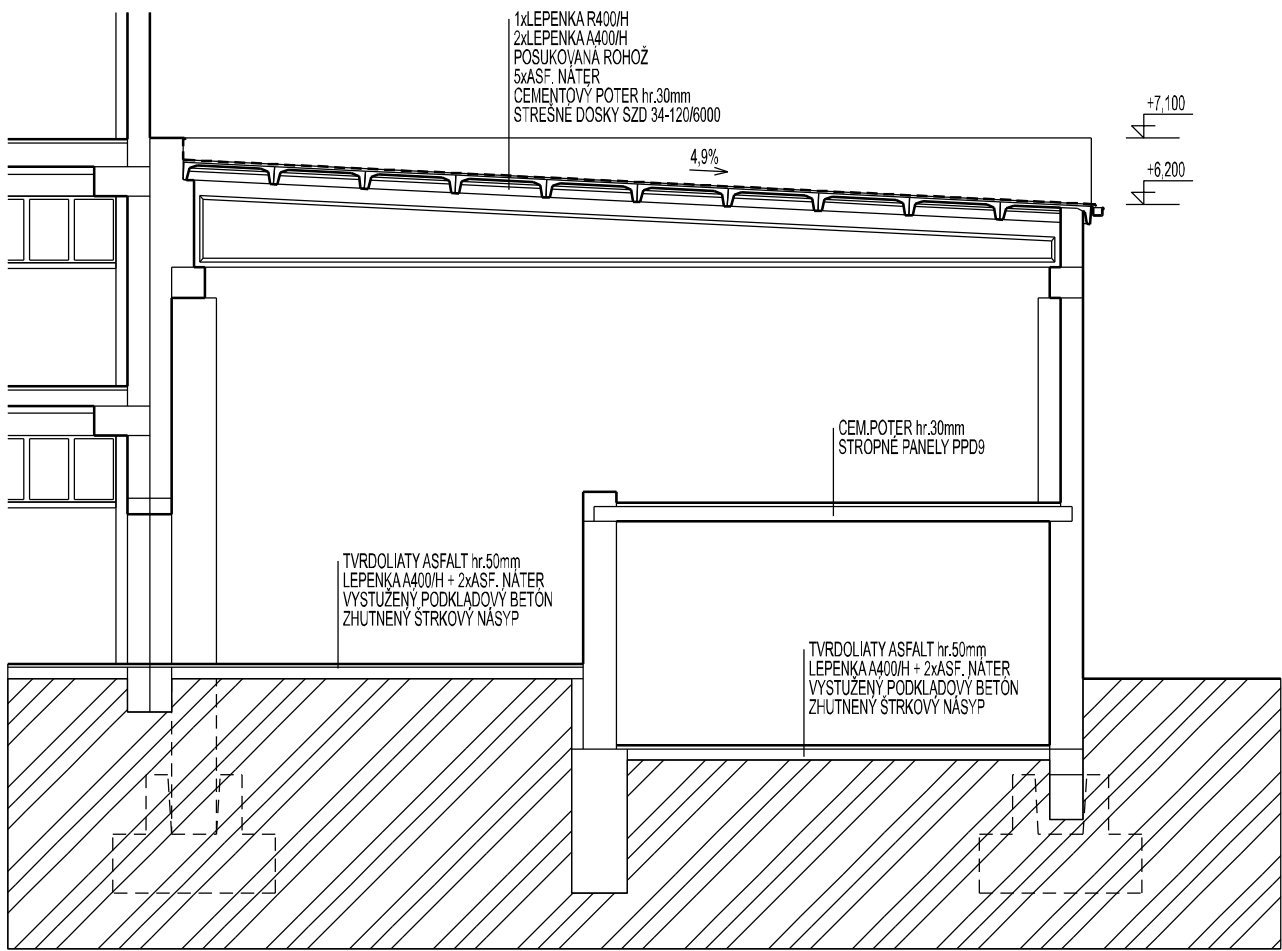 1xLEPENKA R400/H
2xLEPENKA A400/H
POSUKOVANÁ ROHOŽ
5xASF. NÁTER
CEMENTOVÝ POTER hr.30mm
STREŠNÉ DOSKY SZD 34-120/6000
+7,100
4,9%
+6,200
CEM.POTER hr.30mm
STROPNÉ PANELY PPD9
TVRDOLIATY ASFALT hr.50mm
LEPENKA A400/H + 2xASF. NÁTER
VYSTUŽENÝ PODKLADOVÝ BETÓN
ZHUTNENÝ ŠTRKOVÝ NÁSYP
TVRDOLIATY ASFALT hr.50mm
LEPENKA A400/H + 2xASF. NÁTER
VYSTUŽENÝ PODKLADOVÝ BETÓN
ZHUTNENÝ ŠTRKOVÝ NÁSYP